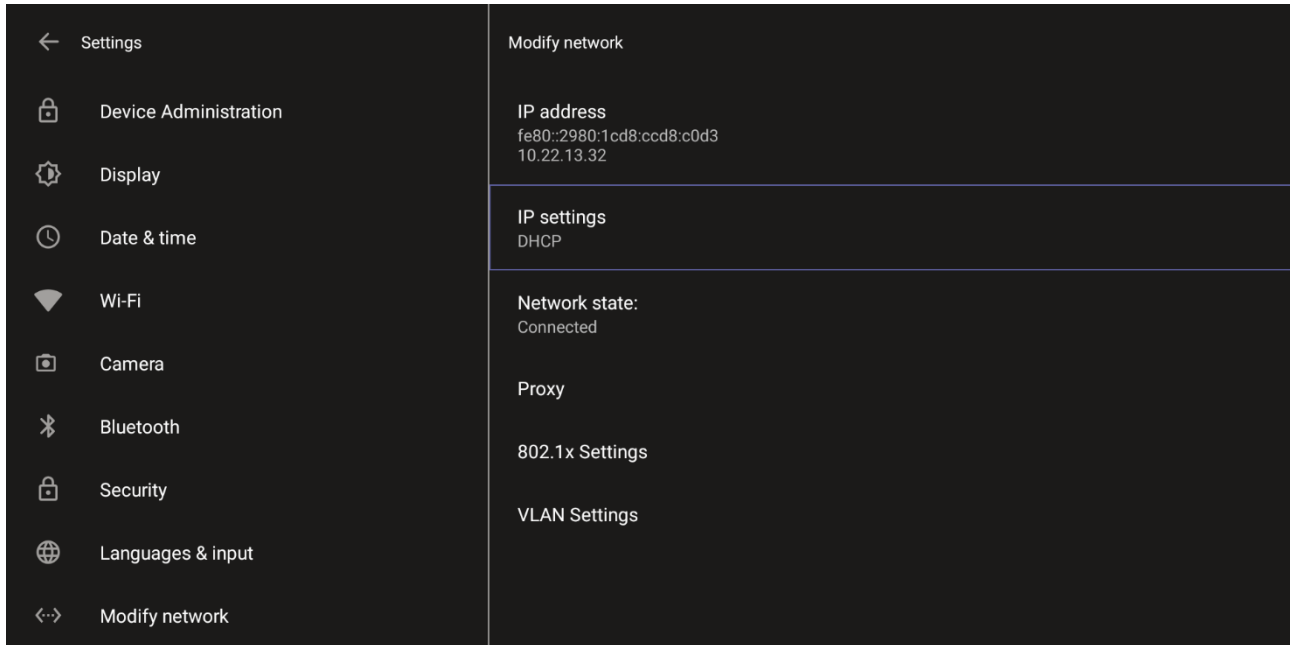 Settings
Device Administration
Display
Date & time
Wi-Fi
Camera
Bluetooth
Security
Languages & input
Modify network
Modify network
IP address
fe80::2980:1cd8:ccd8:c0d3
10.22.13.32
IP settings
DHCP
Network state:
Connected
Proxy
802.1x Settings
VLAN Settings